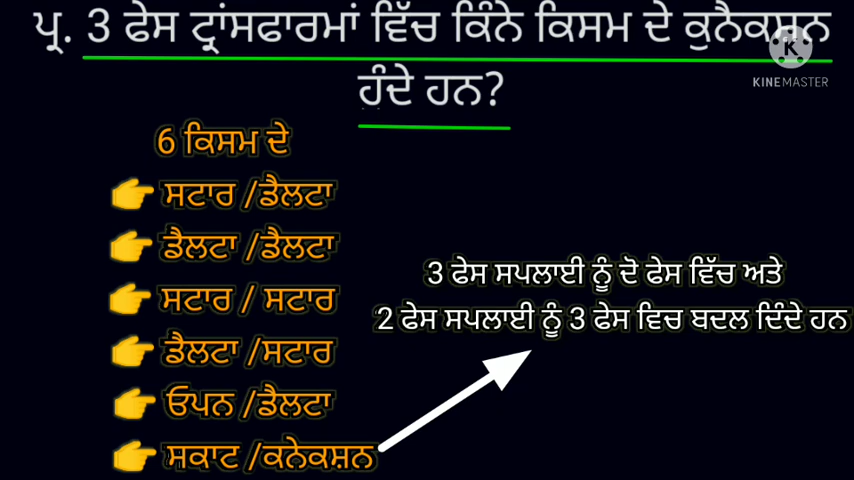 ਪ੍ਰ. 3 ਫੇਸ ਟ੍ਰਾਂਸਫਾਰਮਾਂ ਵਿੱਚ ਕਿੰਨੇ ਕਿਸਮ ਦੇ ਕੁਨੈਕਸ਼ਨ
ਹੁੰਦੇ ਹਨ?
KINEMASTER
6 ਕਿਸਮ ਦੇ
👉 ਸਟਾਰ /ਡੈਲਟਾ
👉 ਡੈਲਟਾ /ਡੈਲਟਾ
👉 ਸਟਾਰ / ਸਟਾਰ
👉 ਡੈਲਟਾ /ਸਟਾਰ
👉 ਓਪਨ /ਡੈਲਟਾ
👉 ਸਕਾਟ /ਕਨੇਕਸ਼ਨ
3 ਫੇਸ ਸਪਲਾਈ ਨੂੰ ਦੋ ਫੇਸ ਵਿੱਚ ਅਤੇ
2 ਫੇਸ ਸਪਲਾਈ ਨੂੰ 3 ਫੇਸ ਵਿਚ ਬਦਲ ਦਿੰਦੇ ਹਨ